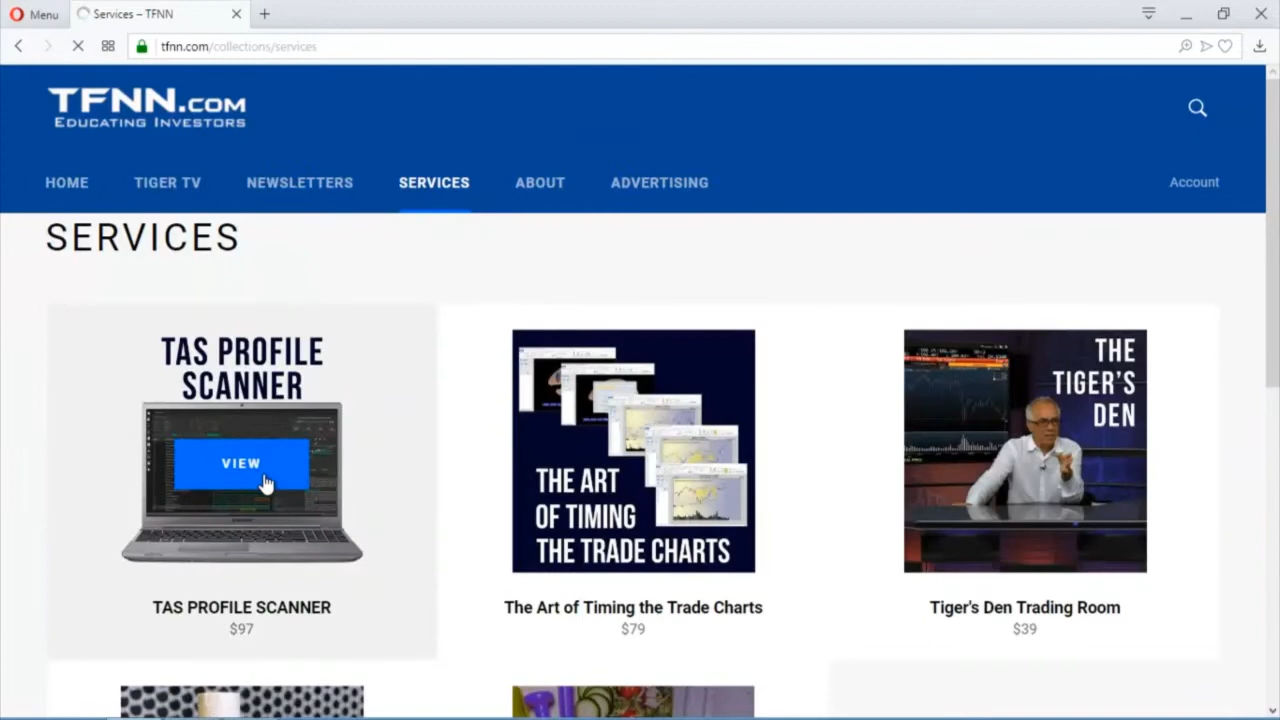 Menu
Services – TFNN
tfnn.com/collections/services
TFNN.COM
EDUCATING INVESTORS
HOME TIGER TV NEWSLETTERS SERVICES ABOUT ADVERTISING Account
SERVICES
TAS PROFILE
SCANNER
VIEW
THE ART
OF TIMING
THE TRADE CHARTS
THE
TIGER'S
DEN
TAS PROFILE SCANNER
$97
The Art of Timing the Trade Charts
$79
Tiger's Den Trading Room
$39